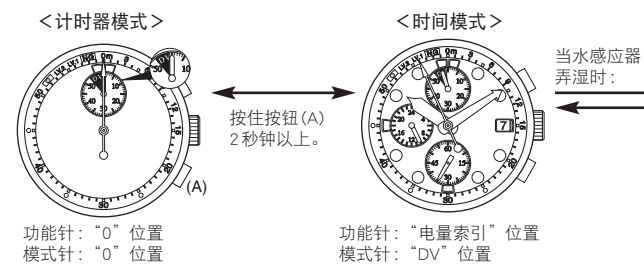 <计时器模式>
<时间模式>
当水感应器
弄湿时：
按住按钮(A)
2秒钟以上。
(A)
7
功能针：“0”位置
模式针：“0”位置
功能针：“电量索引”位置
模式针：“DV”位置